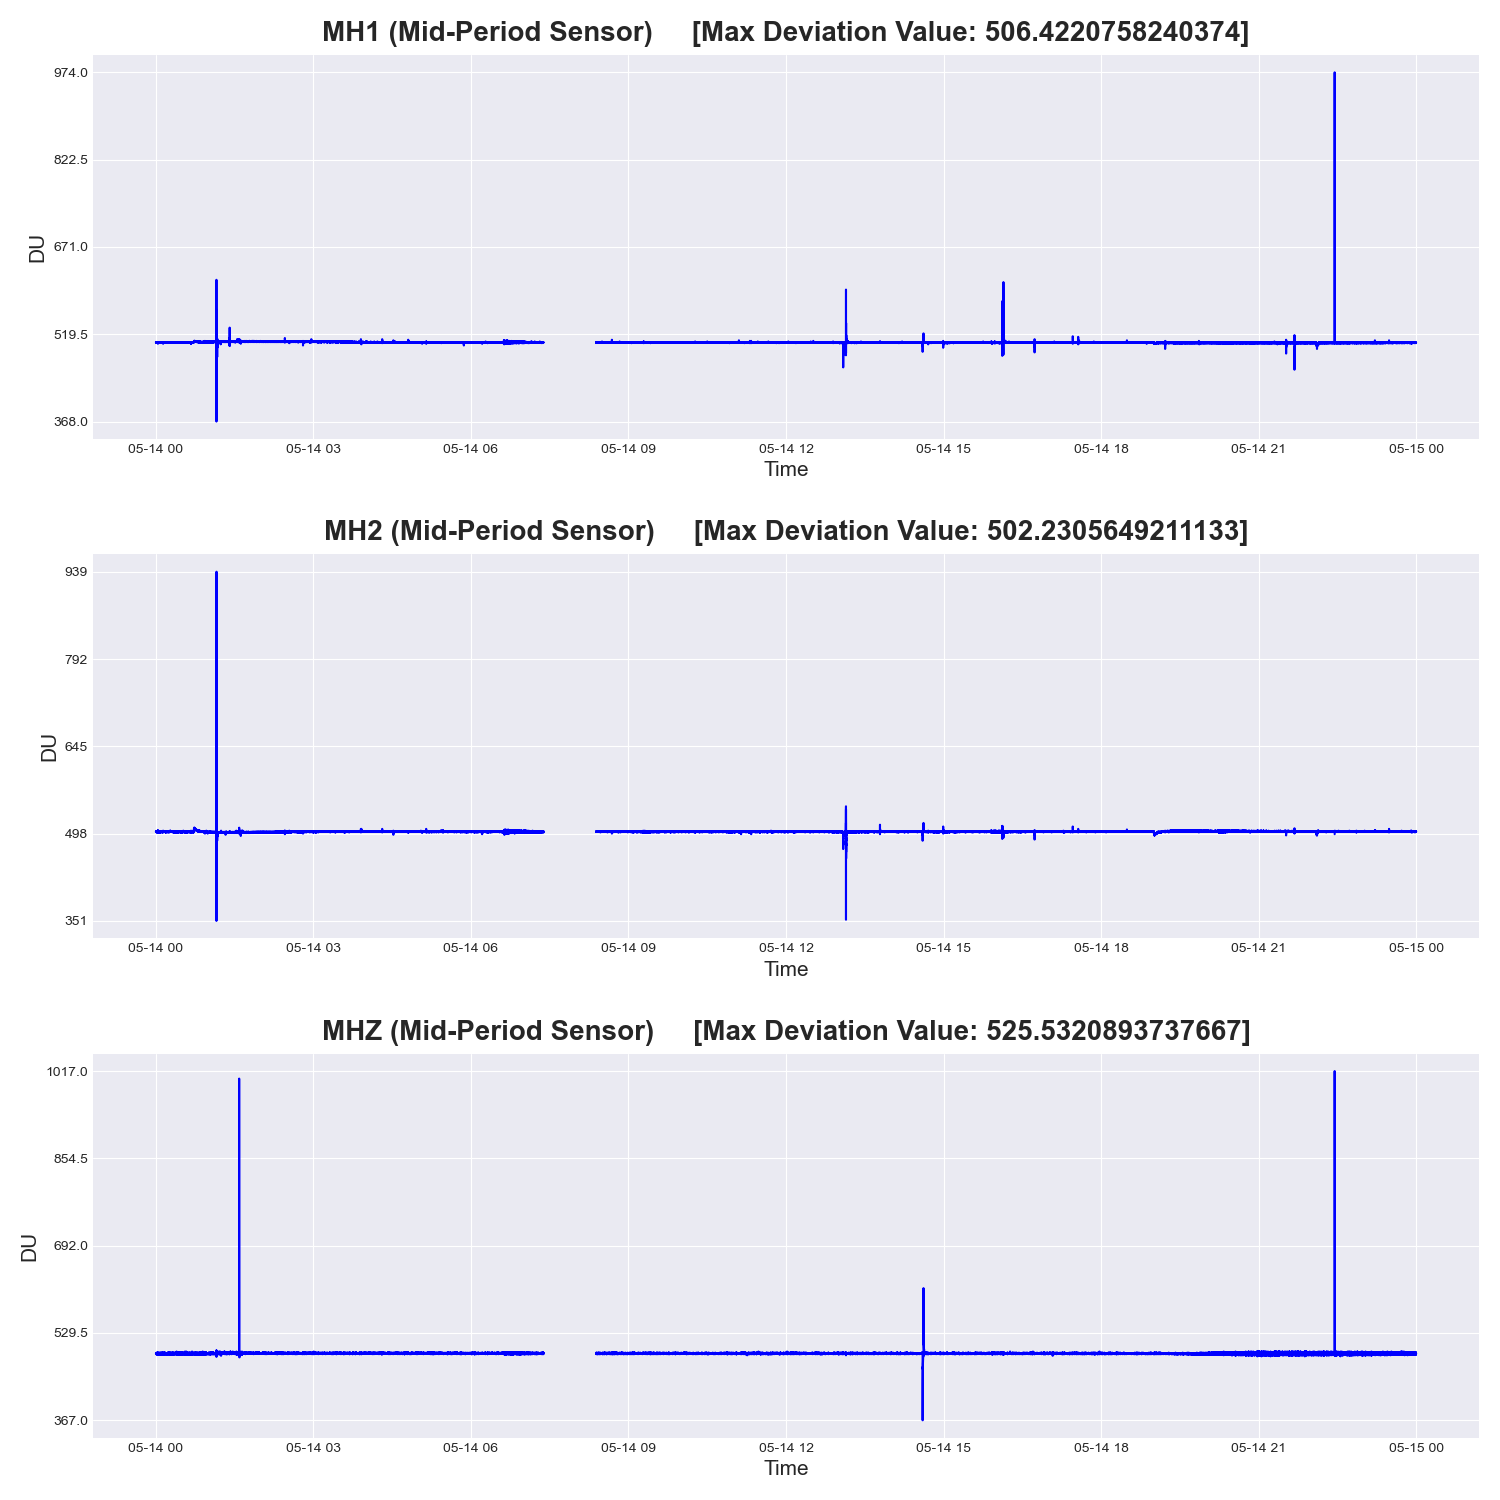 MH1 (Mid-Period Sensor) [Max Deviation Value: 506.4220758240374]
974.0
822.5
671.0
519.5
368.0
DU
05-14 00 05-14 03 05-14 06 05-14 09 05-14 12 05-14 15 05-14 18 05-14 21 05-15 00
Time
MH2 (Mid-Period Sensor) [Max Deviation Value: 502.2305649211133]
939
792
645
498
351
DU
05-14 00 05-14 03 05-14 06 05-14 09 05-14 12 05-14 15 05-14 18 05-14 21 05-15 00
Time
MHZ (Mid-Period Sensor) [Max Deviation Value: 525.5320893737667]
1017.0
854.5
692.0
529.5
367.0
DU
05-14 00 05-14 03 05-14 06 05-14 09 05-14 12 05-14 15 05-14 18 05-14 21 05-15 00
Time